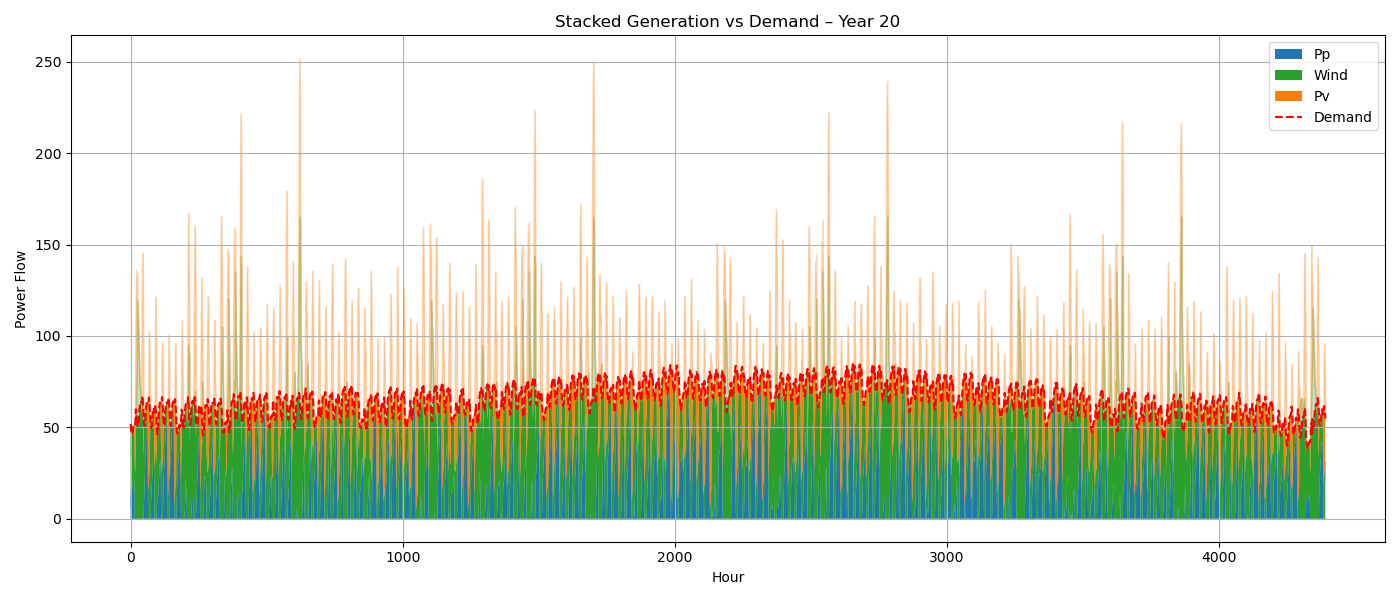 Stacked Generation vs Demand – Year 20
Pp
Wind
Pv
Demand
Power Flow
250
200
150
100
50
0
0 1000 2000 3000 4000
Hour